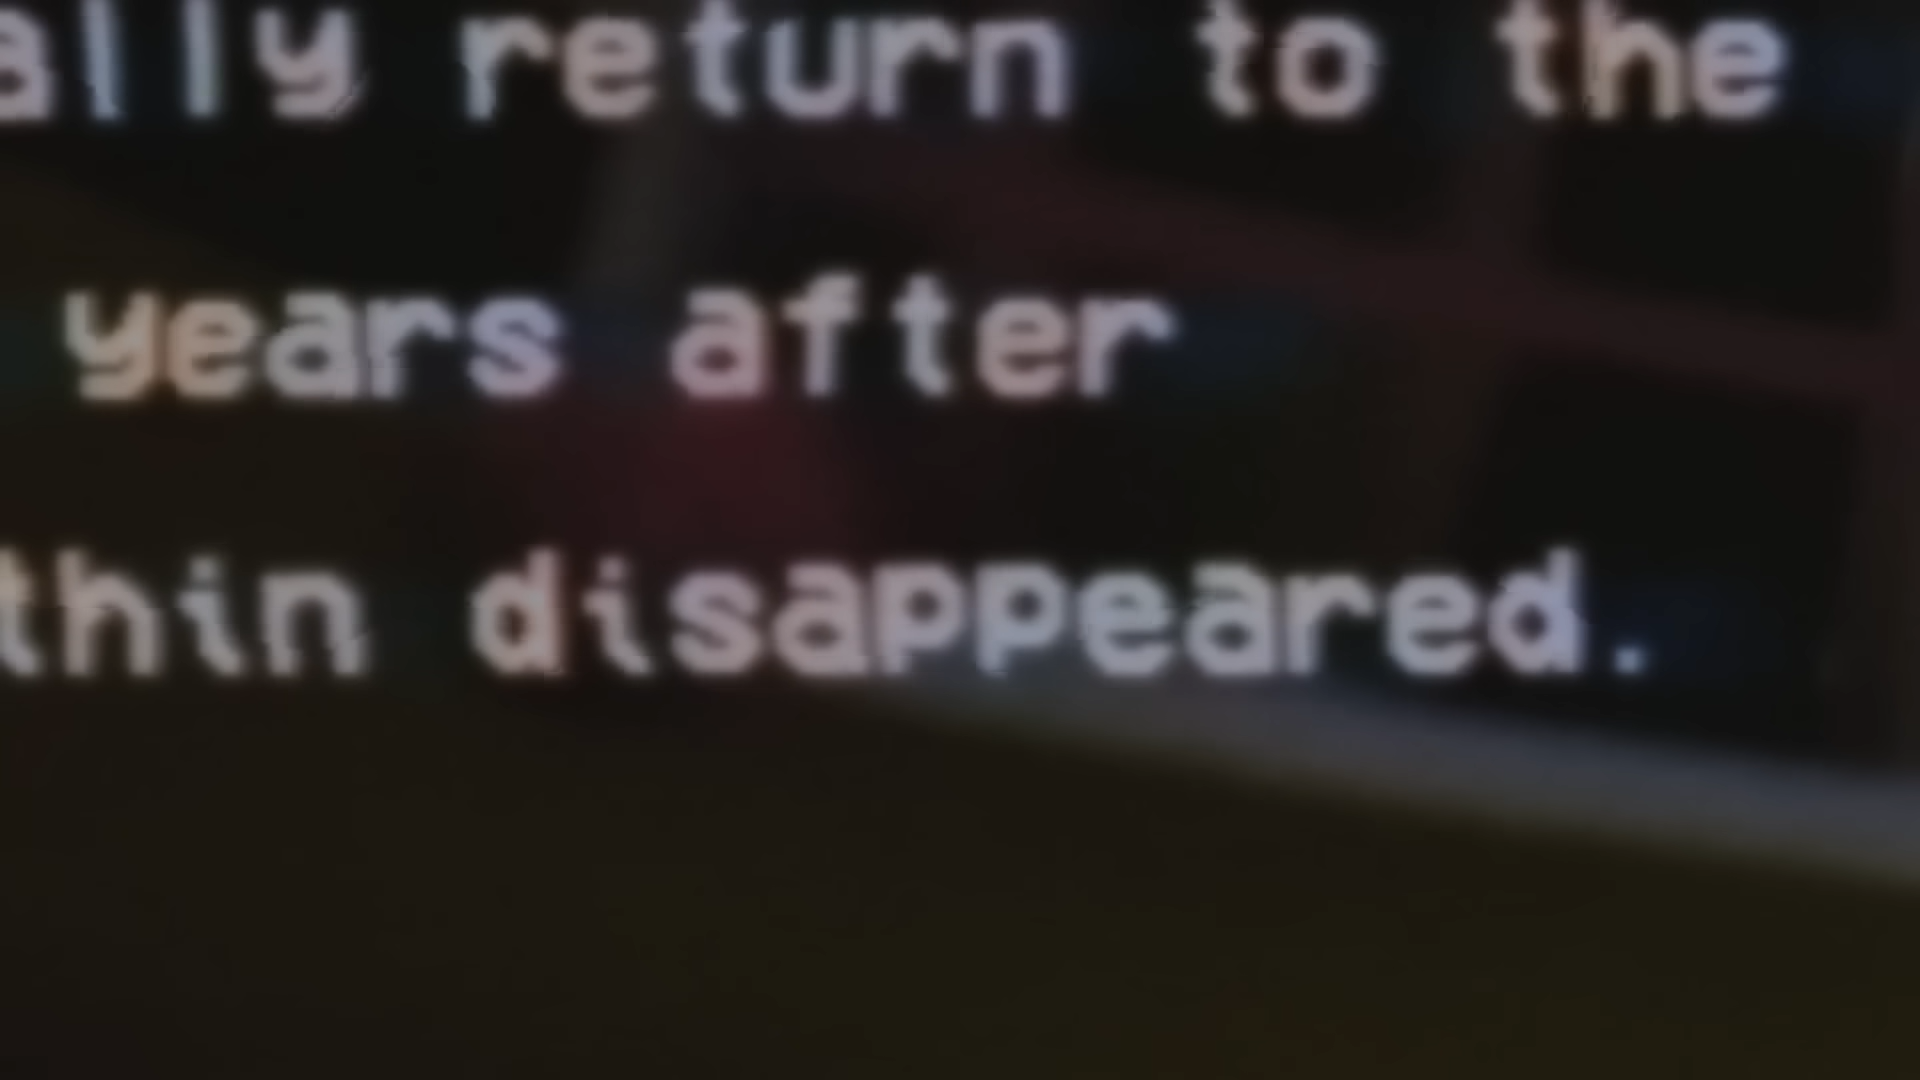 ally return to the
years after
thin disappeared.